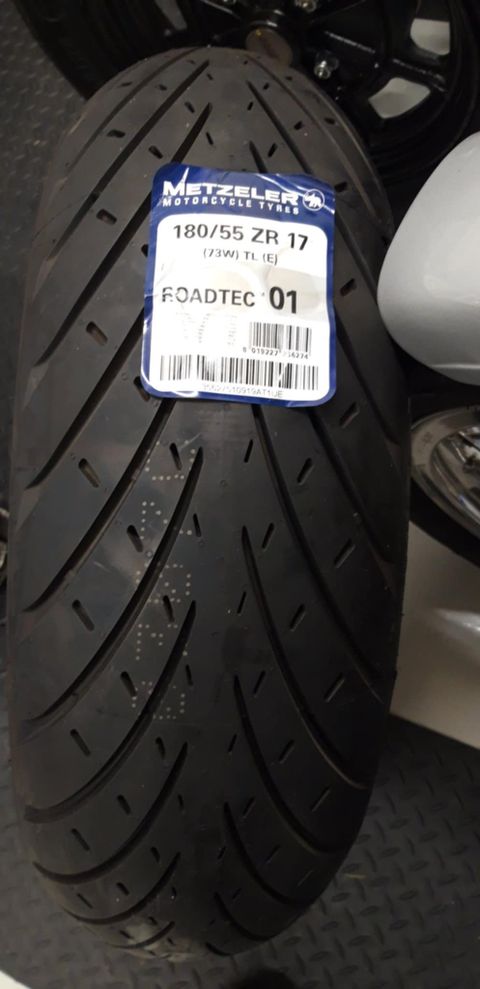 METZELER
MOTORCYCLE TYRES
180/55 ZR 17
(73W) TL (E)
ROADTEC 01